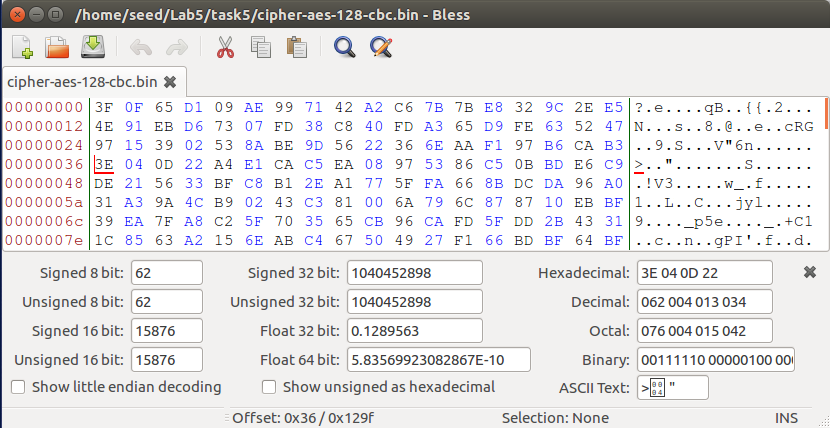 /home/seed/Lab5/task5/cipher-aes-128-cbc.bin - Bless
cipher-aes-128-cbc.bin
00000000 3F 0F 65 D1 09 AE 99 71 42 A2 C6 7B 7B E8 32 9C 2E E5 ?.e....qB..{{.2...
00000012 4E 91 EB D6 73 07 FD 38 C8 40 FD A3 65 D9 FE 63 52 47 N...s..8.@..e..cRG
00000024 97 15 39 02 53 8A BE 9D 56 22 36 6E AA F1 97 B6 CA B3 ..9.S...V"6n......
00000036 3E 04 0D 22 A4 E1 CA C5 EA 08 97 53 86 C5 0B BD E6 C9 >..".......S......
00000048 DE 21 56 33 BF C8 B1 2E A1 77 5F FA 66 8B DC DA 96 A0 .!V3.....w_.f.....
0000005a 31 A3 9A 4C B9 02 43 C3 81 00 6A 79 6C 87 87 10 EB BF 1..L..C...jyl.....
0000006c 39 EA 7F A8 C2 5F 70 35 65 CB 96 CA FD 5F DD 2B 43 31 9...._p5e...._.+C1
0000007e 1C 85 63 A2 15 6E AB C4 67 50 49 27 F1 66 BD BF 64 BF ..c..n..gPI'.f..d.
Signed 8 bit: 62 Signed 32 bit: 1040452898 Hexadecimal: 3E 04 0D 22
Unsigned 8 bit: 62 Unsigned 32 bit: 1040452898 Decimal: 062 004 013 034
Signed 16 bit: 15876 Float 32 bit: 0.1289563 Octal: 076 004 015 042
Unsigned 16 bit: 15876 Float 64 bit: 5.83569923082867E-10 Binary: 00111110 00000100 000
Show little endian decoding Show unsigned as hexadecimal ASCII Text: > "
Offset: 0x36 / 0x129f Selection: None INS